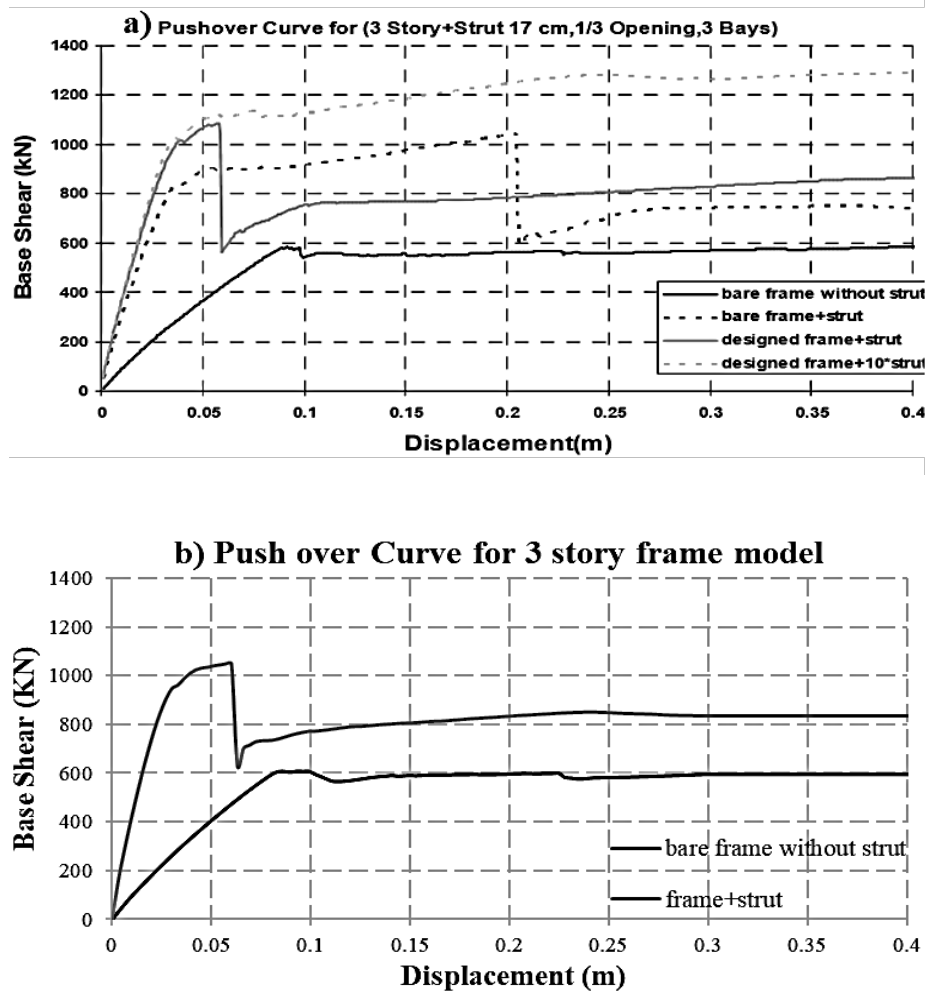 a) Pushover Curve for (3 Story+Strut 17 cm,1/3 Opening,3 Bays)
1400
1200
1000
800
600
400
200
0
Base Shear (kN)
bare frame without strut
bare frame+strut
designed frame+strut
designed frame+10*strut
0 0.05 0.1 0.15 0.2 0.25 0.3 0.35 0.4
Displacement(m)
b) Push over Curve for 3 story frame model
1400
1200
1000
800
600
400
200
0
Base Shear (KN)
bare frame without strut
frame+strut
0 0.05 0.1 0.15 0.2 0.25 0.3 0.35 0.4
Displacement (m)